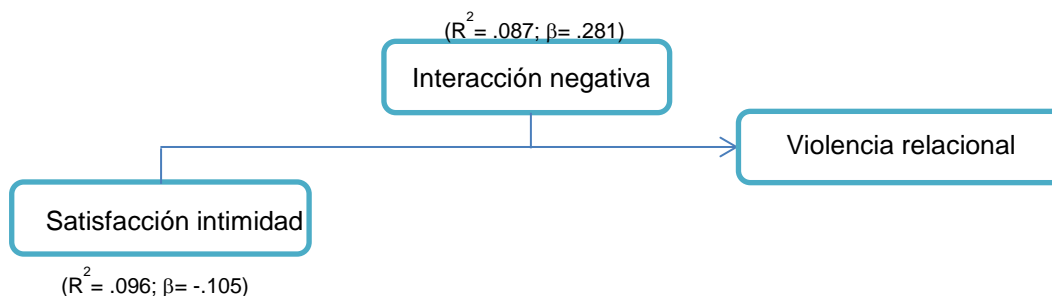 (R²= .087; β= .281)
Interacción negativa
Violencia relacional
Satisfacción intimidad
(R²= .096; β= -.105)